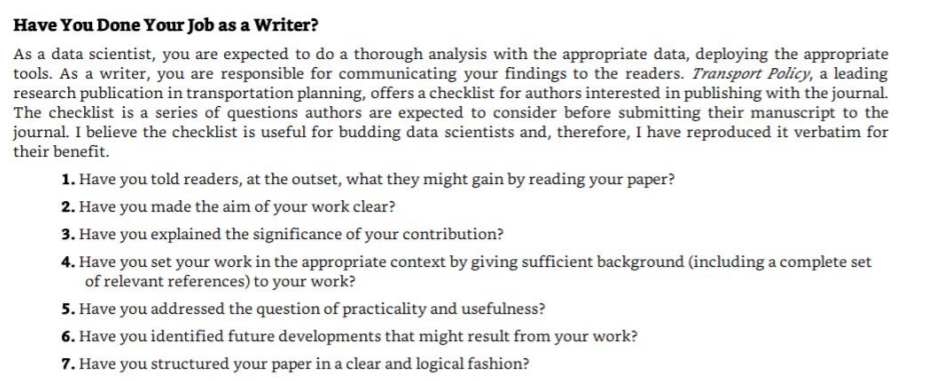 Have You Done Your Job as a Writer?
As a data scientist, you are expected to do a thorough analysis with the appropriate data, deploying the appropriate
tools. As a writer, you are responsible for communicating your findings to the readers. Transport Policy, a leading
research publication in transportation planning, offers a checklist for authors interested in publishing with the journal.
The checklist is a series of questions authors are expected to consider before submitting their manuscript to the
journal. I believe the checklist is useful for budding data scientists and, therefore, I have reproduced it verbatim for
their benefit.
1. Have you told readers, at the outset, what they might gain by reading your paper?
2. Have you made the aim of your work clear?
3. Have you explained the significance of your contribution?
4. Have you set your work in the appropriate context by giving sufficient background (including a complete set
of relevant references) to your work?
5. Have you addressed the question of practicality and usefulness?
6. Have you identified future developments that might result from your work?
7. Have you structured your paper in a clear and logical fashion?